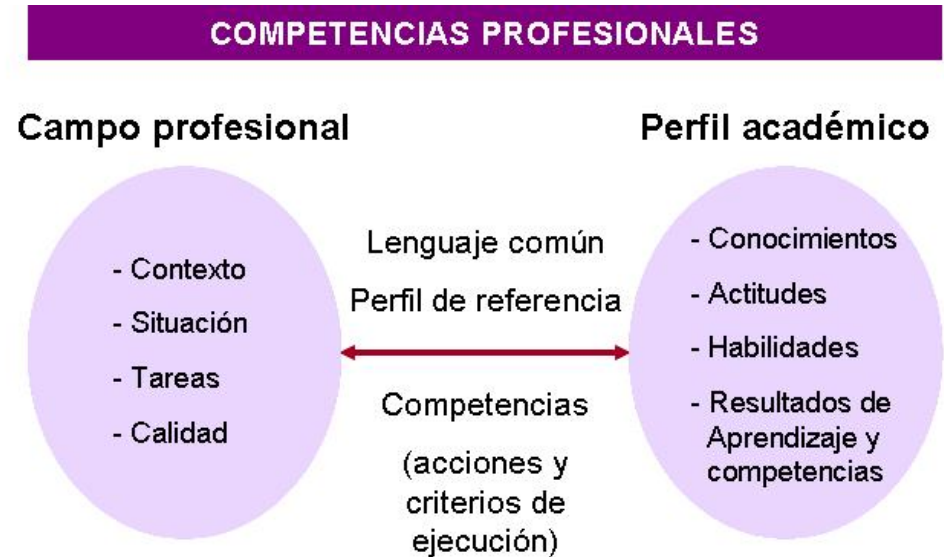 COMPETENCIAS PROFESIONALES
Campo profesional
- Contexto
- Situación
- Tareas
- Calidad
Lenguaje común
Perfil de referencia
Competencias
(acciones y
criterios de
ejecución)
Perfil académico
- Conocimientos
- Actitudes
- Habilidades
- Resultados de
Aprendizaje y
competencias